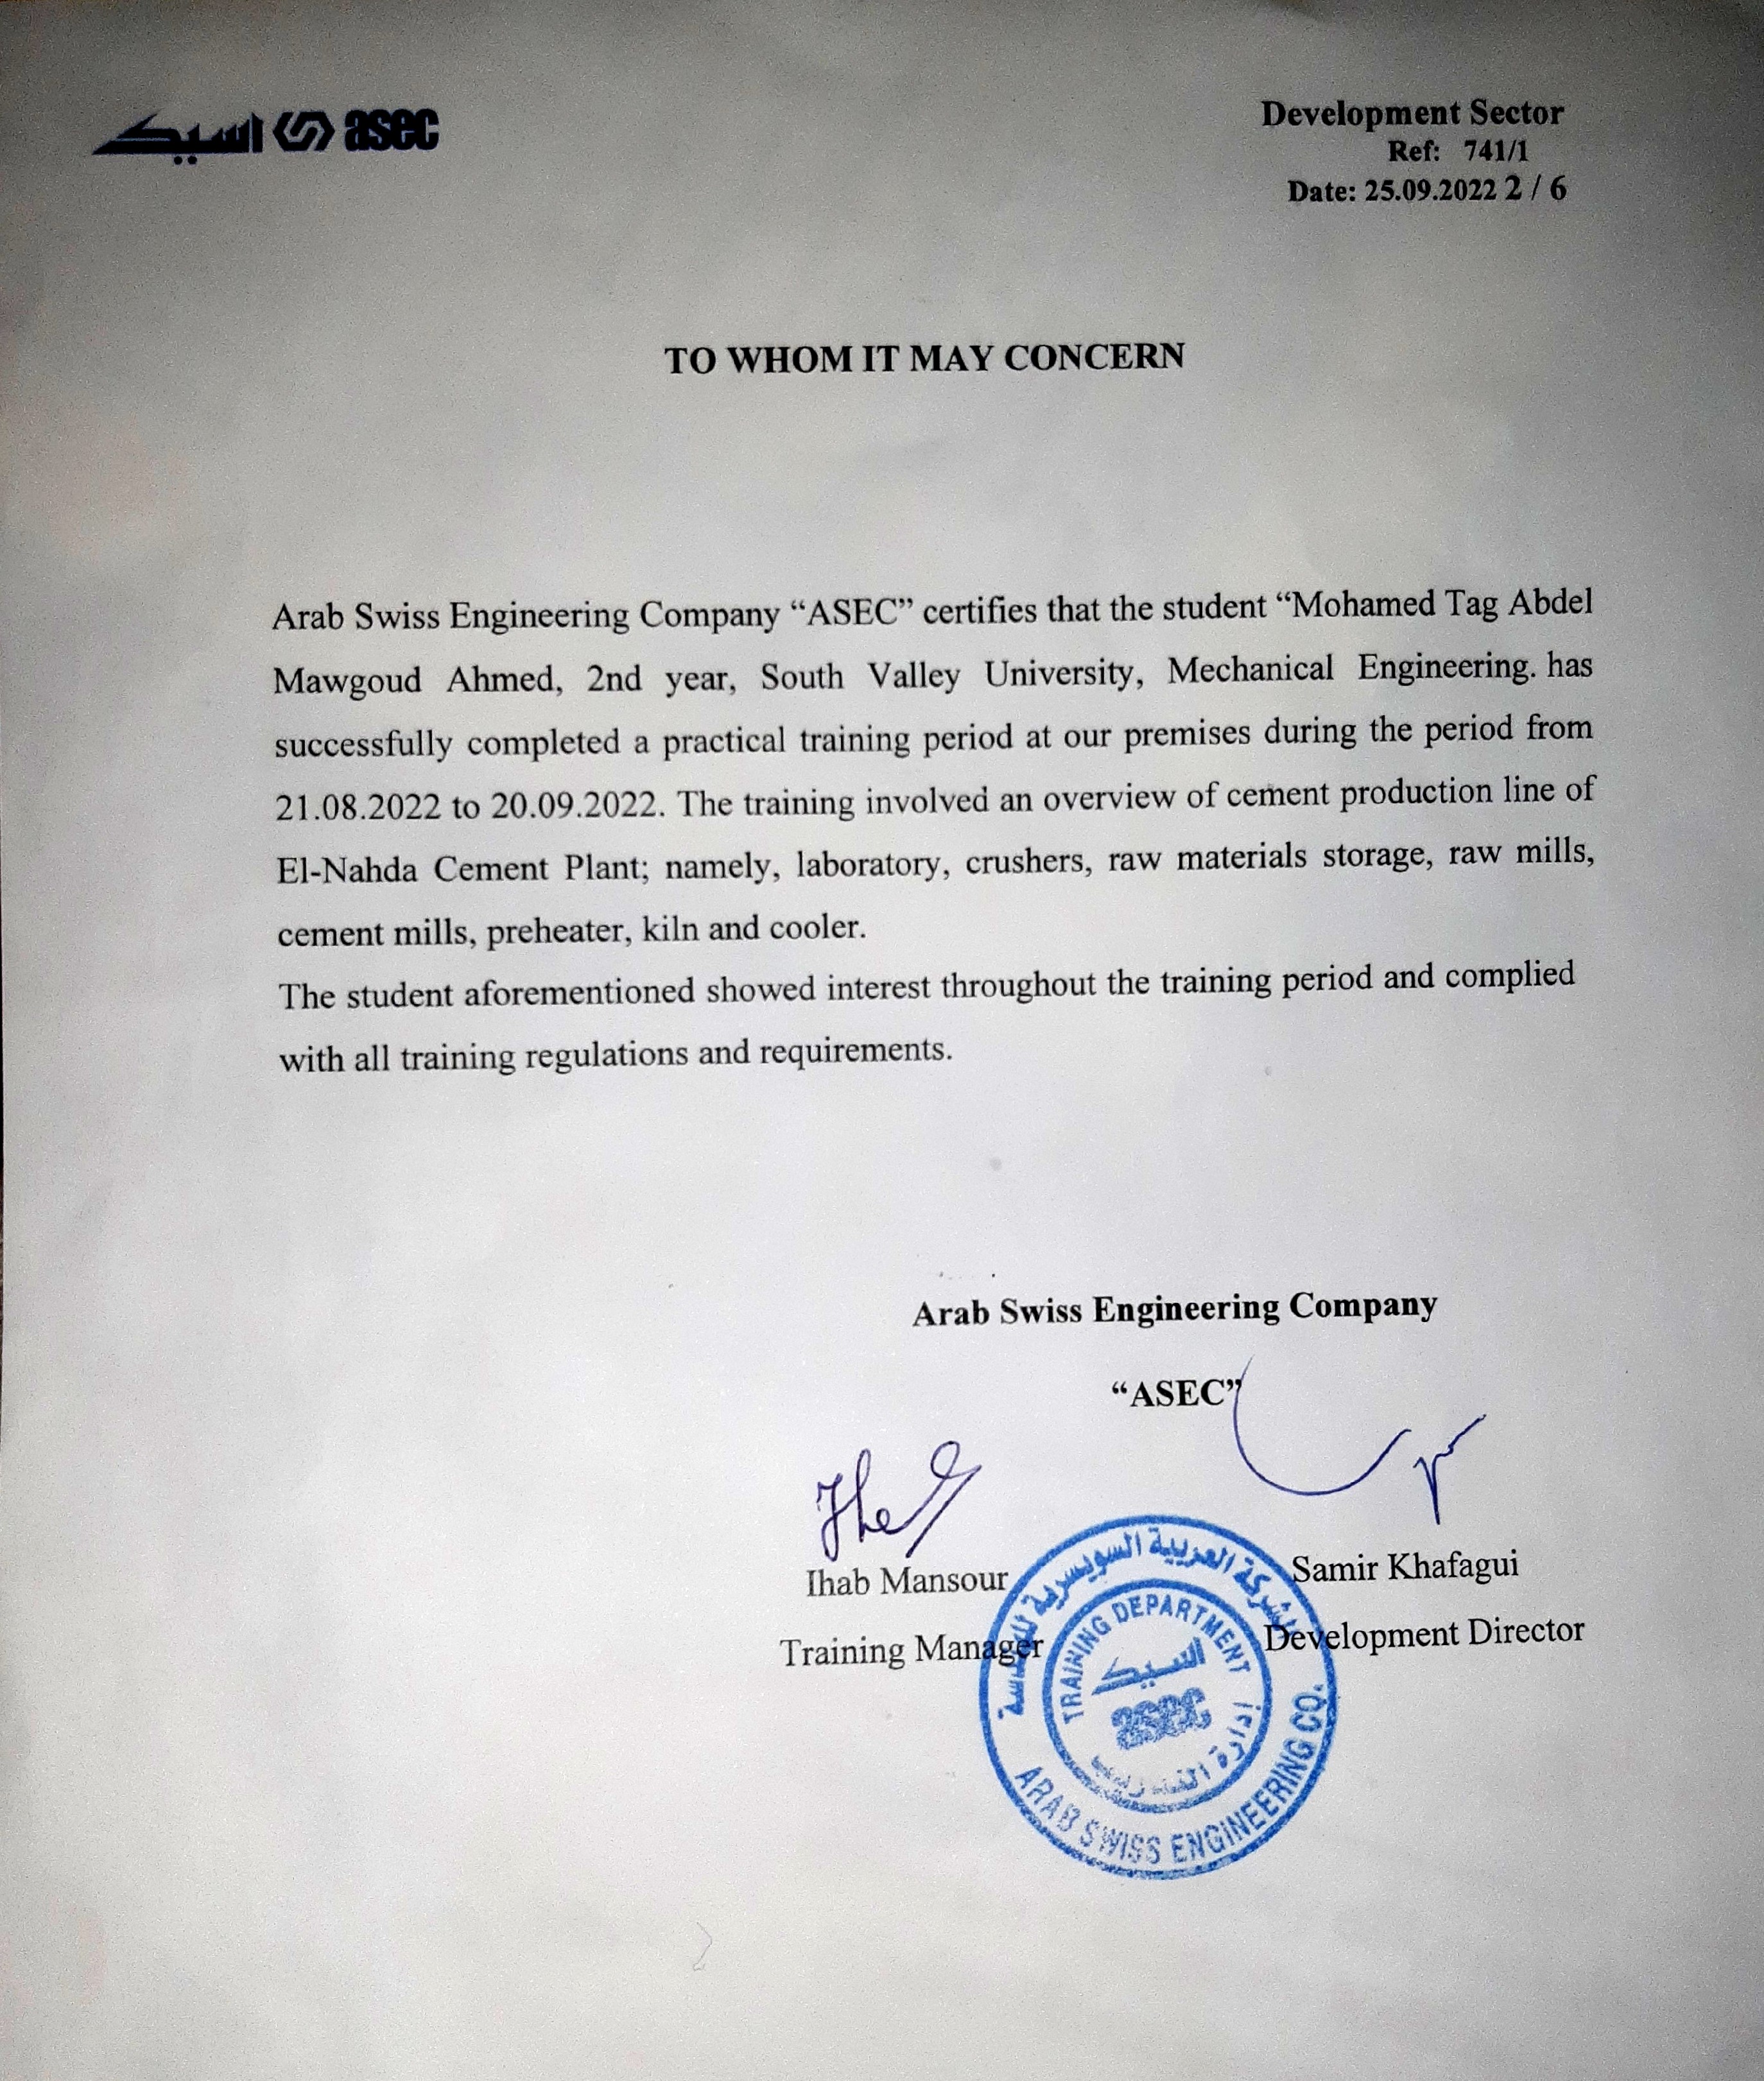 اسيك asec
Development Sector
Ref: 741/1
Date: 25.09.2022 2 / 6
TO WHOM IT MAY CONCERN
Arab Swiss Engineering Company “ASEC” certifies that the student “Mohamed Tag Abdel
Mawgoud Ahmed, 2nd year, South Valley University, Mechanical Engineering. has
successfully completed a practical training period at our premises during the period from
21.08.2022 to 20.09.2022. The training involved an overview of cement production line of
El-Nahda Cement Plant; namely, laboratory, crushers, raw materials storage, raw mills,
cement mills, preheater, kiln and cooler.
The student aforementioned showed interest throughout the training period and complied
with all training regulations and requirements.
Arab Swiss Engineering Company
“ASEC”
Ihab Mansour
Samir Khafagui
Training Manager
Development Director
الشركة العربية السويسرية للهندسة
TRAINING DEPARTMENT
اسيك
asec
إدارة التدريب
ARAB SWISS ENGINEERING CO.